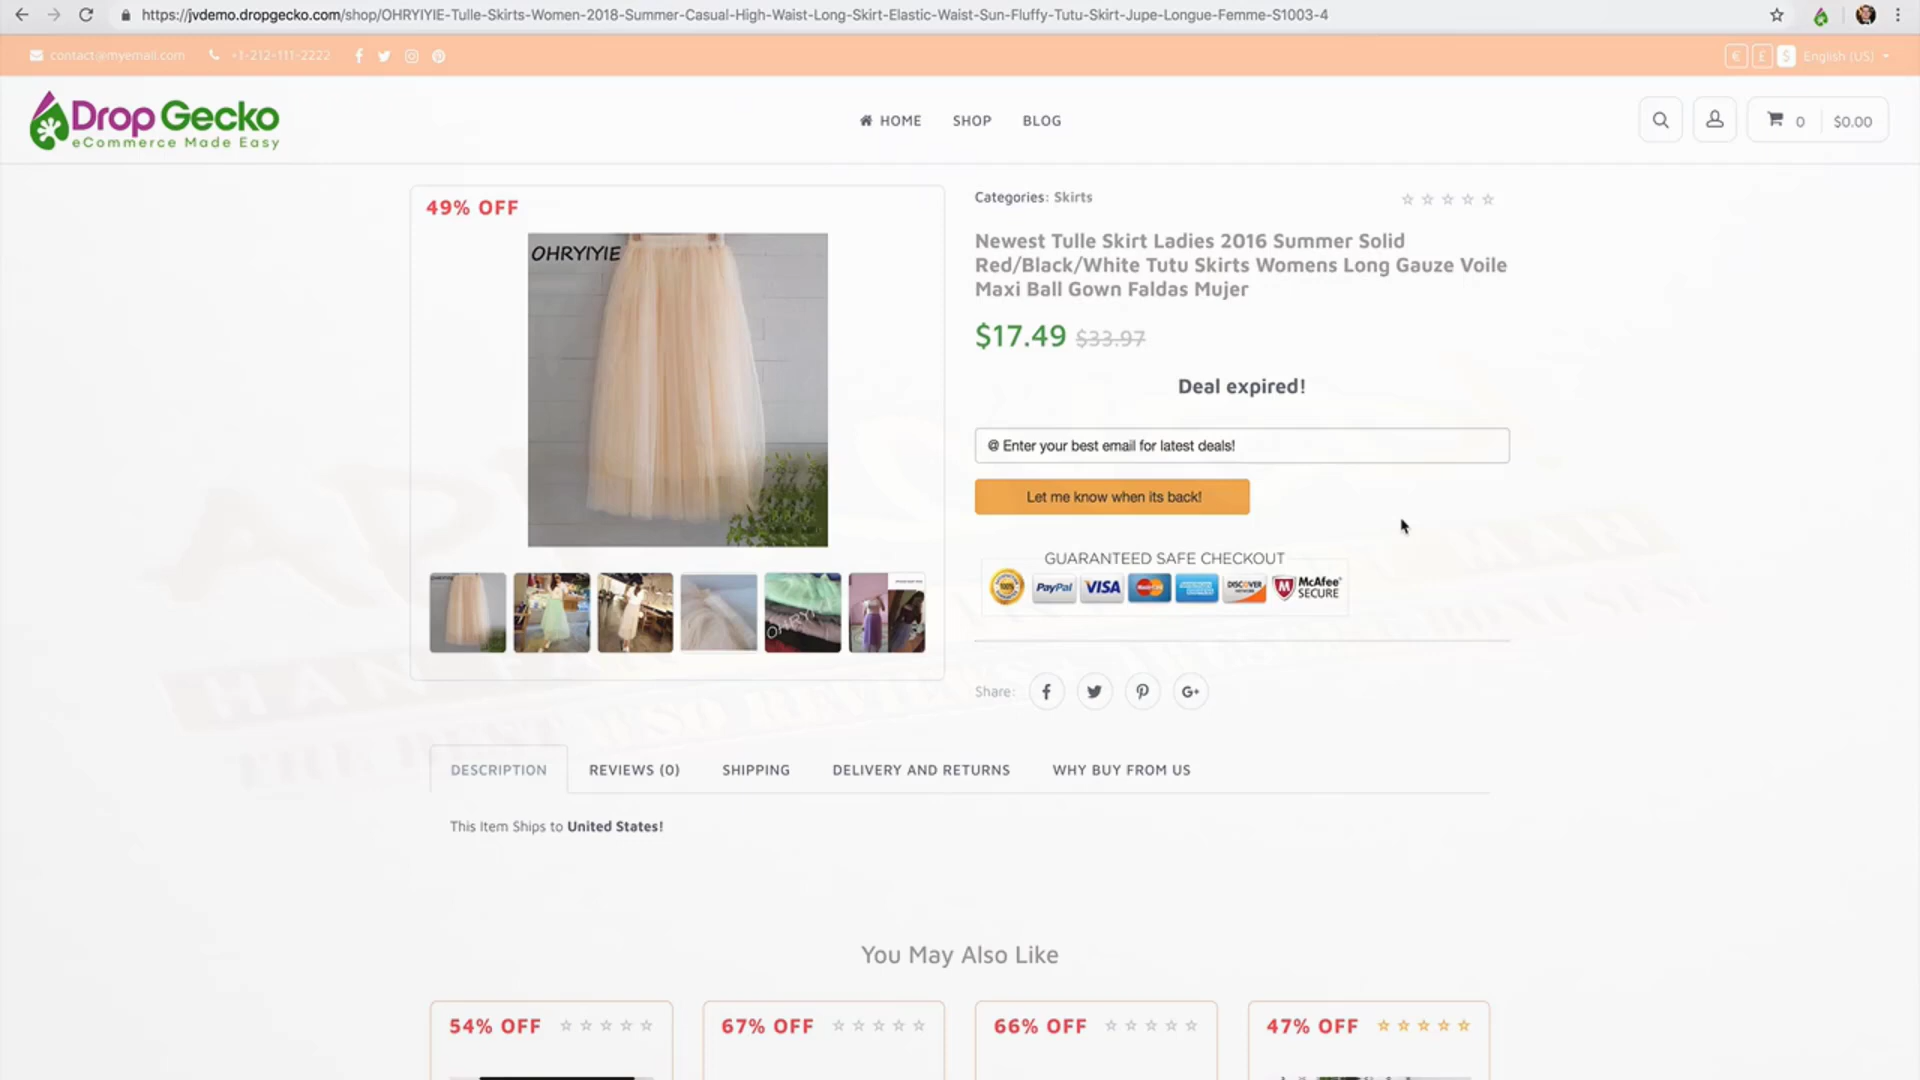 https://jvdemo.dropgecko.com/shop/OHRYIYIE-Tulle-Skirts-Women-2018-Summer-Casual-High-Waist-Long-Skirt-Elastic-Waist-Sun-Fluffy-Tutu-Skirt-Jupe-Longue-Femme-S1003-4
contact@myemail.com +1-212-111-2222
€ £ $ English (US)
Drop Gecko
eCommerce Made Easy
HOME SHOP BLOG
0 $0.00
49% OFF
OHRYIYIE
Categories: Skirts
Newest Tulle Skirt Ladies 2016 Summer Solid
Red/Black/White Tutu Skirts Womens Long Gauze Voile
Maxi Ball Gown Faldas Mujer
$17.49 $33.97
Deal expired!
@ Enter your best email for latest deals!
Let me know when its back!
GUARANTEED SAFE CHECKOUT
PayPal VISA MasterCard DISCOVER McAfee SECURE
Share:
DESCRIPTION REVIEWS (0) SHIPPING DELIVERY AND RETURNS WHY BUY FROM US
This Item Ships to United States!
You May Also Like
54% OFF 67% OFF 66% OFF 47% OFF